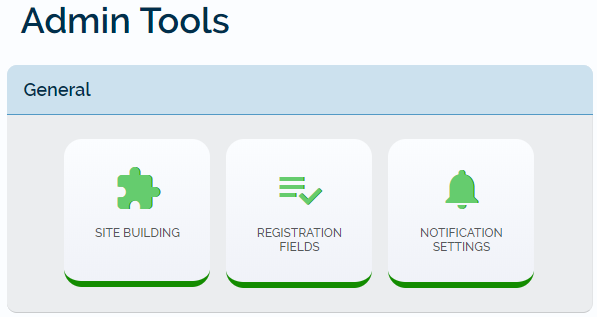 Admin Tools
General
SITE BUILDING
REGISTRATION
FIELDS
NOTIFICATION
SETTINGS